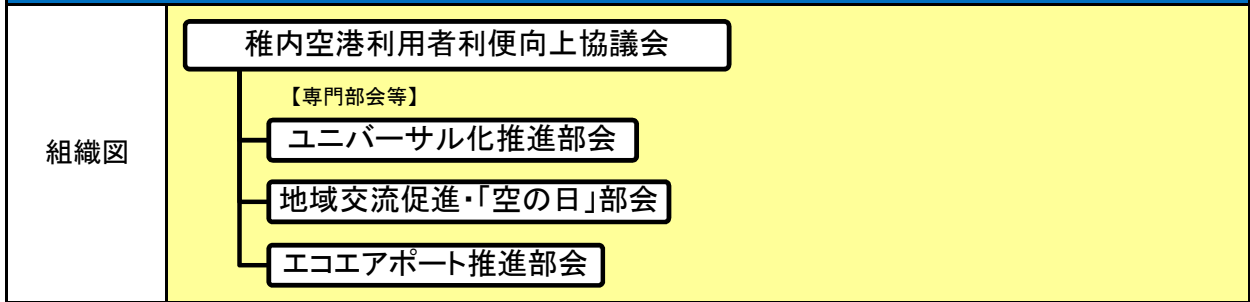 組織図
稚内空港利用者利便向上協議会
【専門部会等】
ユニバーサル化推進部会
地域交流促進・「空の日」部会
エコエアポート推進部会